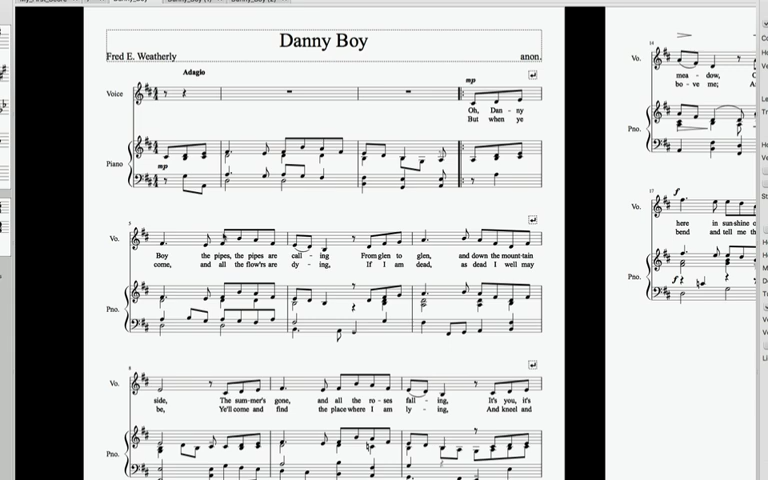 Danny Boy
Fred E. Weatherly
anon.
Adagio
mp
Voice
Oh, Dan - ny
But when ye
Piano
mp
Vo.
Boy the pipes, the pipes are call - ing From glen to glen, and down the mount-tain
come, and all the flow'rs are dy - ing, If I am dead, as dead I well may
Pno.
Vo.
side, The sum-mer's gone, and all the ro - ses fall - ing, It's you, it's
be, Ye'll come and find the place where I am ly - ing, And kneel and
Pno.
Vo.
mea - dow,
bo - ve me;
Pno.
17
f
Vo.
here in sun-shine
bend and tell me th
f
Pno.